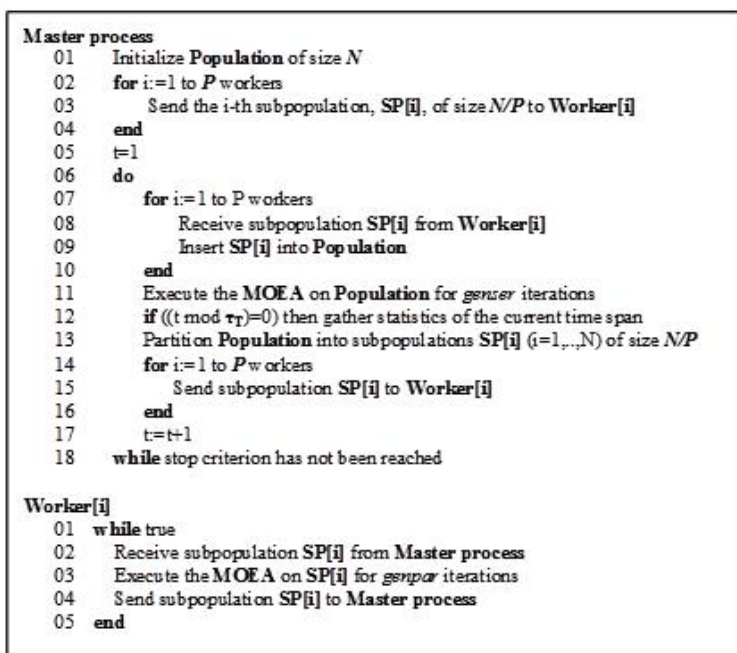 Master process
01 Initialize Population of size N
02 for i:=1 to P workers
03 Send the i-th subpopulation, SP[i], of size N/P to Worker[i]
04 end
05 t=1
06 do
07 for i:=1 to P workers
08 Receive subpopulation SP[i] from Worker[i]
09 Insert SP[i] into Population
10 end
11 Execute the MOEA on Population for genser iterations
12 if ((t mod τT)=0) then gather statistics of the current time span
13 Partition Population into subpopulations SP[i] (i=1,..,N) of size N/P
14 for i:=1 to P workers
15 Send subpopulation SP[i] to Worker[i]
16 end
17 t:=t+1
18 while stop criterion has not been reached
Worker[i]
01 while true
02 Receive subpopulation SP[i] from Master process
03 Execute the MOEA on SP[i] for genpar iterations
04 Send subpopulation SP[i] to Master process
05 end